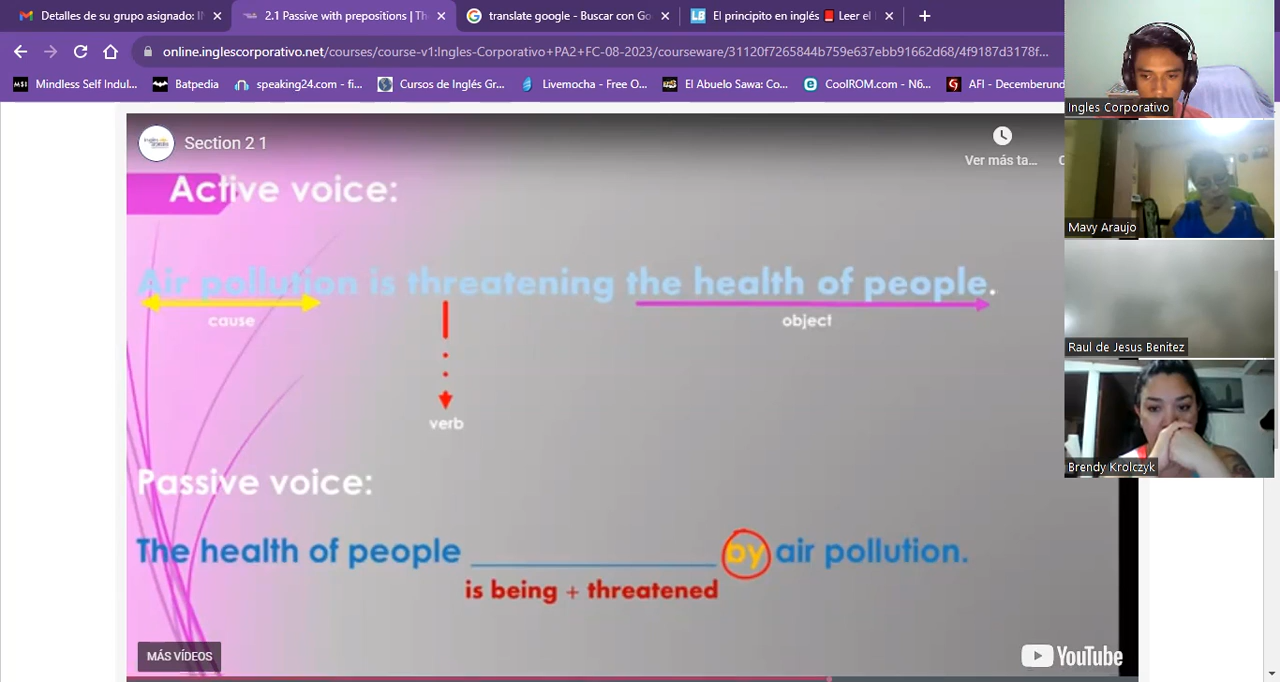 Detalles de su grupo asignado: I
2.1 Passive with prepositions | Th
translate google - Buscar con Go
El principito en inglés 📕 Leer el
online.inglescorporativo.net/courses/course-v1:Ingles-Corporativo+PA2+FC-08-2023/courseware/31120f7265844b759e637ebb91662d68/4f9187d3178f...
MSI Mindless Self Indul...
Batpedia
speaking24.com - fi...
Cursos de Inglés Gr...
Livemocha - Free O...
El Abuelo Sawa: Co...
CoolROM.com - N6...
AFI - Decemberund
Ingles Corporativo
Mavy Araujo
Raul de Jesus Benitez
Brendy Krolczyk
Section 2 1
Ver más ta...
Active voice:
Air pollution is threatening the health of people.
cause
object
verb
Passive voice:
The health of people ________________ by air pollution.
is being + threatened
MÁS VÍDEOS
YouTube